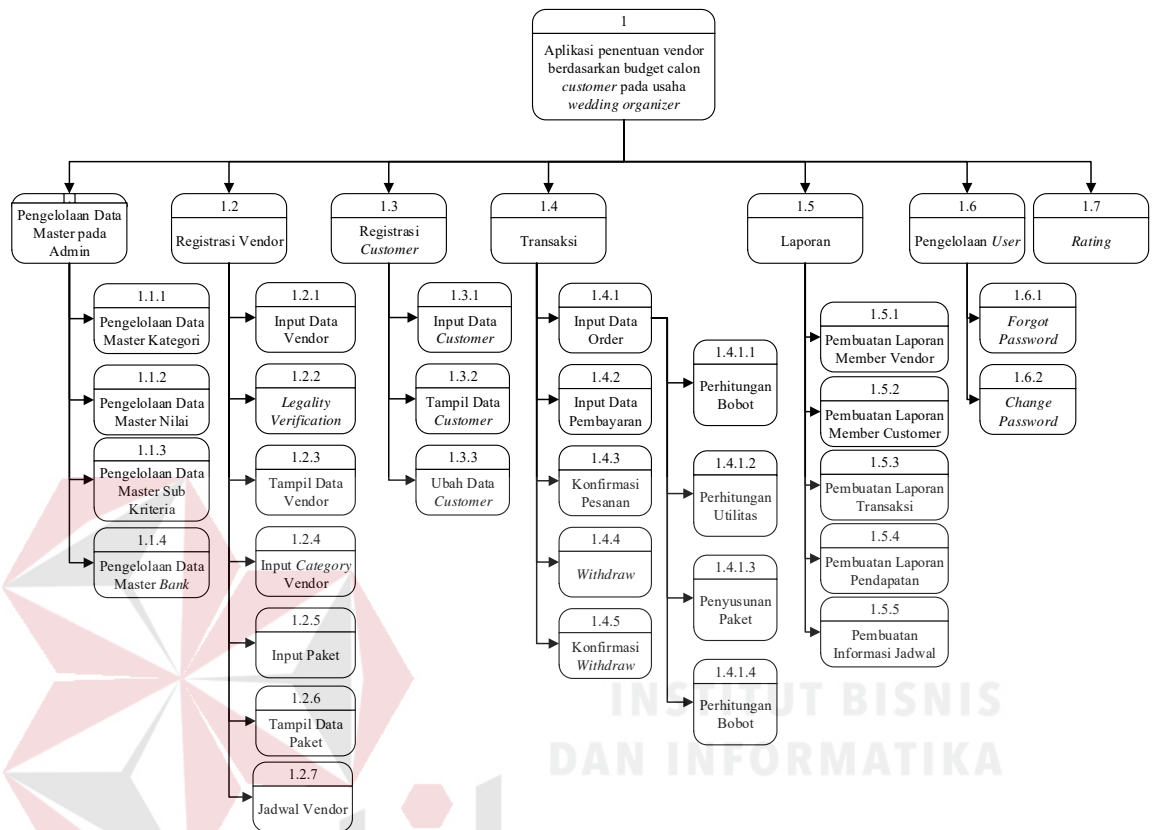 1
Aplikasi penentuan vendor
berdasarkan budget calon
customer pada usaha
wedding organizer
Pengelolaan Data
Master pada
Admin
1.1.1
Pengelolaan Data
Master Kategori
1.1.2
Pengelolaan Data
Master Nilai
1.1.3
Pengelolaan Data
Master Sub
Kriteria
1.1.4
Pengelolaan Data
Master Bank
1.2
Registrasi Vendor
1.2.1
Input Data
Vendor
1.2.2
Legality
Verification
1.2.3
Tampil Data
Vendor
1.2.4
Input Category
Vendor
1.2.5
Input Paket
1.2.6
Tampil Data
Paket
1.2.7
Jadwal Vendor
1.3
Registrasi
Customer
1.3.1
Input Data
Customer
1.3.2
Tampil Data
Customer
1.3.3
Ubah Data
Customer
1.4
Transaksi
1.4.1
Input Data
Order
1.4.2
Input Data
Pembayaran
1.4.3
Konfirmasi
Pesanan
1.4.4
Withdraw
1.4.5
Konfirmasi
Withdraw
1.4.1.1
Perhitungan
Bobot
1.4.1.2
Perhitungan
Utilitas
1.4.1.3
Penyusunan
Paket
1.4.1.4
Perhitungan
Bobot
1.5
Laporan
1.5.1
Pembuatan Laporan
Member Vendor
1.5.2
Pembuatan Laporan
Member Customer
1.5.3
Pembuatan Laporan
Transaksi
1.5.4
Pembuatan Laporan
Pendapatan
1.5.5
Pembuatan
Informasi Jadwal
1.6
Pengelolaan User
1.6.1
Forgot
Password
1.6.2
Change
Password
1.7
Rating
INSTITUT BISNIS
DAN INFORMATIKA